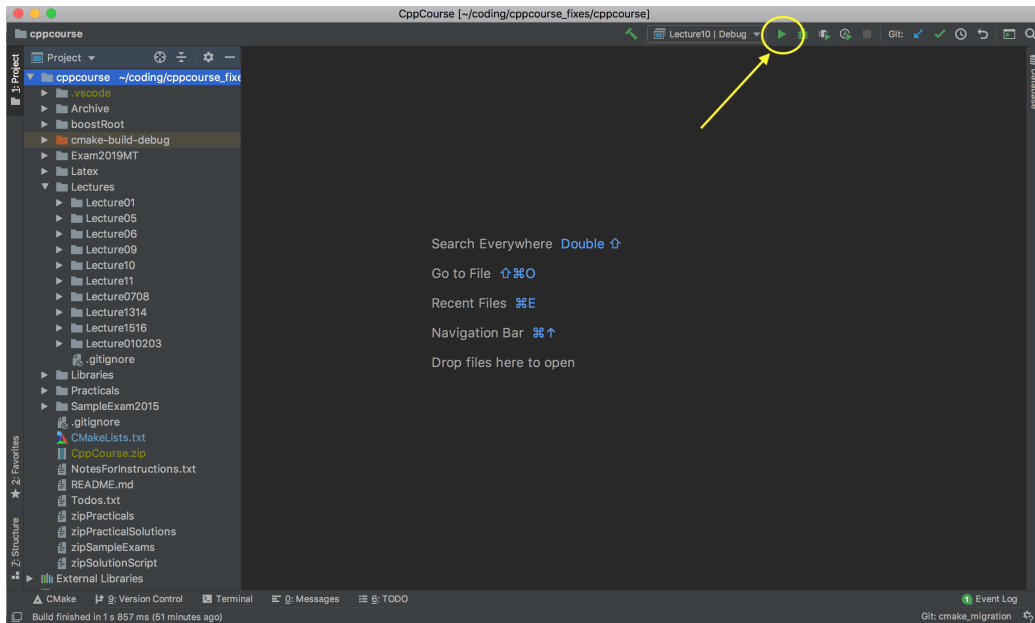 CppCourse [~/coding/cppcourse_fixes/cppcourse]
cppcourse
Lecture10 | Debug
Git:
1: Project
Project
cppcourse ~/coding/cppcourse_fixe
.vscode
Archive
boostRoot
cmake-build-debug
Exam2019MT
Latex
Lectures
Lecture01
Lecture05
Lecture06
Lecture09
Lecture10
Lecture11
Lecture0708
Lecture1314
Lecture1516
Lecture010203
.gitignore
Libraries
Practicals
SampleExam2015
.gitignore
CMakeLists.txt
CppCourse.zip
NotesForInstructions.txt
README.md
Todos.txt
zipPracticals
zipPracticalSolutions
zipSampleExams
zipSolutionScript
External Libraries
Search Everywhere Double ⇧
Go to File ⇧⌘O
Recent Files ⌘E
Navigation Bar ⌘↑
Drop files here to open
Database
2: Favorites
7: Structure
CMake 9: Version Control Terminal 0: Messages 6: TODO
1 Event Log
Build finished in 1 s 857 ms (51 minutes ago)
Git: cmake_migration